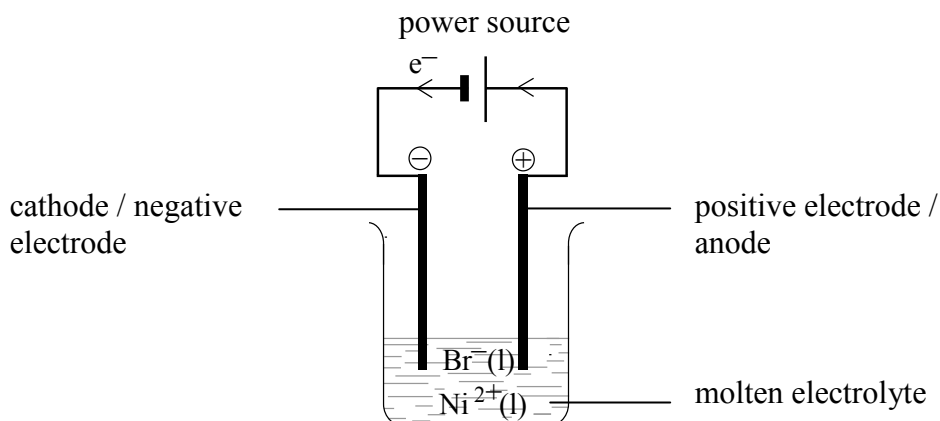 power source
e⁻
⊖ ⊕
cathode / negative
electrode
positive electrode /
anode
Br⁻(l)
Ni²⁺(l)
molten electrolyte